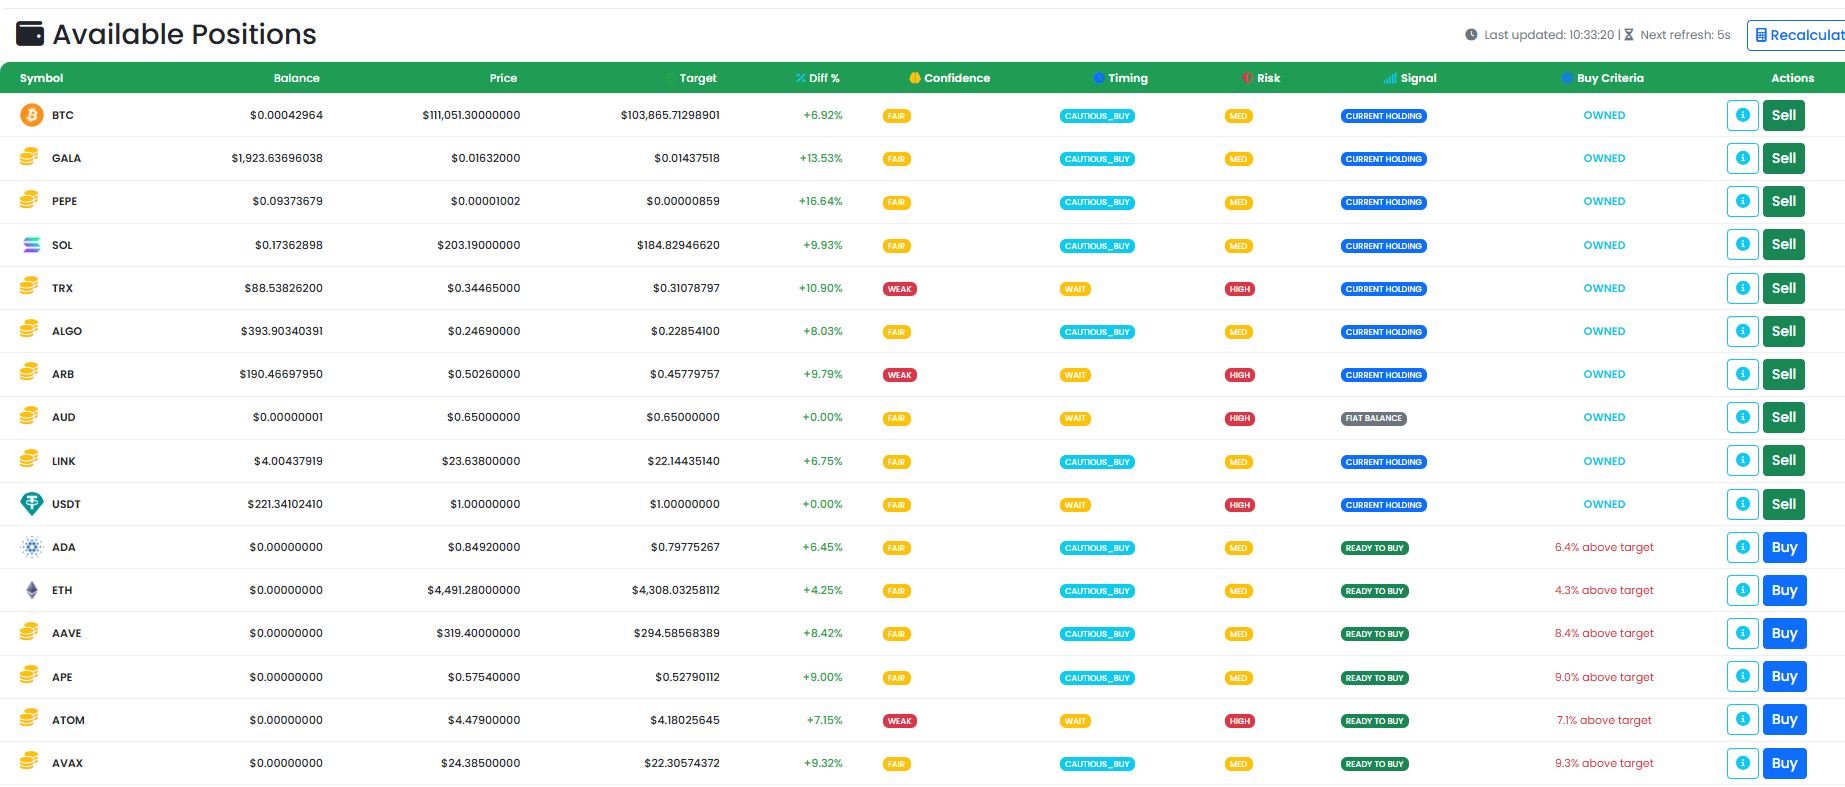 Available Positions
Last updated: 10:33:20 | Next refresh: 5s
Recalculat
Symbol Balance Price Target Diff % Confidence Timing Risk Signal Buy Criteria Actions
BTC $0.00042964 $111,051.30000000 $103,865.71298901 +6.92% FAIR CAUTIOUS_BUY MED CURRENT HOLDING OWNED Sell
GALA $1,923.63696038 $0.01632000 $0.01437518 +13.53% FAIR CAUTIOUS_BUY MED CURRENT HOLDING OWNED Sell
PEPE $0.09373679 $0.00001002 $0.00000859 +16.64% FAIR CAUTIOUS_BUY MED CURRENT HOLDING OWNED Sell
SOL $0.17362898 $203.19000000 $184.82946620 +9.93% FAIR CAUTIOUS_BUY MED CURRENT HOLDING OWNED Sell
TRX $88.53826200 $0.34465000 $0.31078797 +10.90% WEAK WAIT HIGH CURRENT HOLDING OWNED Sell
ALGO $393.90340391 $0.24690000 $0.22854100 +8.03% FAIR CAUTIOUS_BUY MED CURRENT HOLDING OWNED Sell
ARB $190.46697950 $0.50260000 $0.45779757 +9.79% WEAK WAIT HIGH CURRENT HOLDING OWNED Sell
AUD $0.00000001 $0.65000000 $0.65000000 +0.00% FAIR WAIT HIGH FIAT BALANCE OWNED Sell
LINK $4.00437919 $23.63800000 $22.14435140 +6.75% FAIR CAUTIOUS_BUY MED CURRENT HOLDING OWNED Sell
USDT $221.34102410 $1.00000000 $1.00000000 +0.00% FAIR WAIT HIGH CURRENT HOLDING OWNED Sell
ADA $0.00000000 $0.84920000 $0.79775267 +6.45% FAIR CAUTIOUS_BUY MED READY TO BUY 6.4% above target Buy
ETH $0.00000000 $4,491.28000000 $4,308.03258112 +4.25% FAIR CAUTIOUS_BUY MED READY TO BUY 4.3% above target Buy
AAVE $0.00000000 $319.40000000 $294.58568389 +8.42% FAIR CAUTIOUS_BUY MED READY TO BUY 8.4% above target Buy
APE $0.00000000 $0.57540000 $0.52790112 +9.00% FAIR CAUTIOUS_BUY MED READY TO BUY 9.0% above target Buy
ATOM $0.00000000 $4.47900000 $4.18025645 +7.15% WEAK WAIT HIGH READY TO BUY 7.1% above target Buy
AVAX $0.00000000 $24.38500000 $22.30574372 +9.32% FAIR CAUTIOUS_BUY MED READY TO BUY 9.3% above target Buy